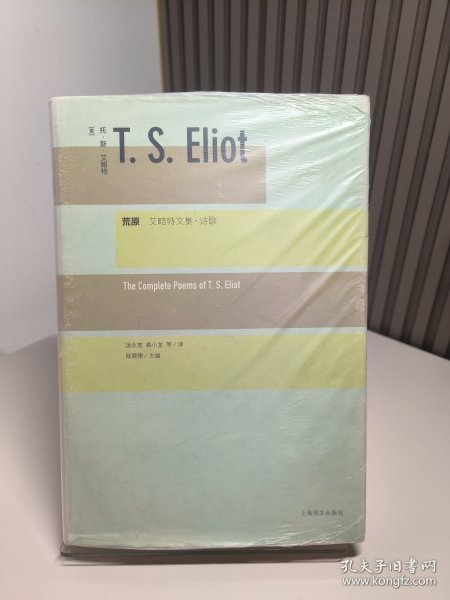 [英]
托·斯·艾略特
T. S. Eliot
荒原 艾略特文集·诗歌
The Complete Poems of T. S. Eliot
汤永宽 裘小龙 等/译
陆建德/主编
上海译文出版社
孔夫子旧书网
www.kongfz.com